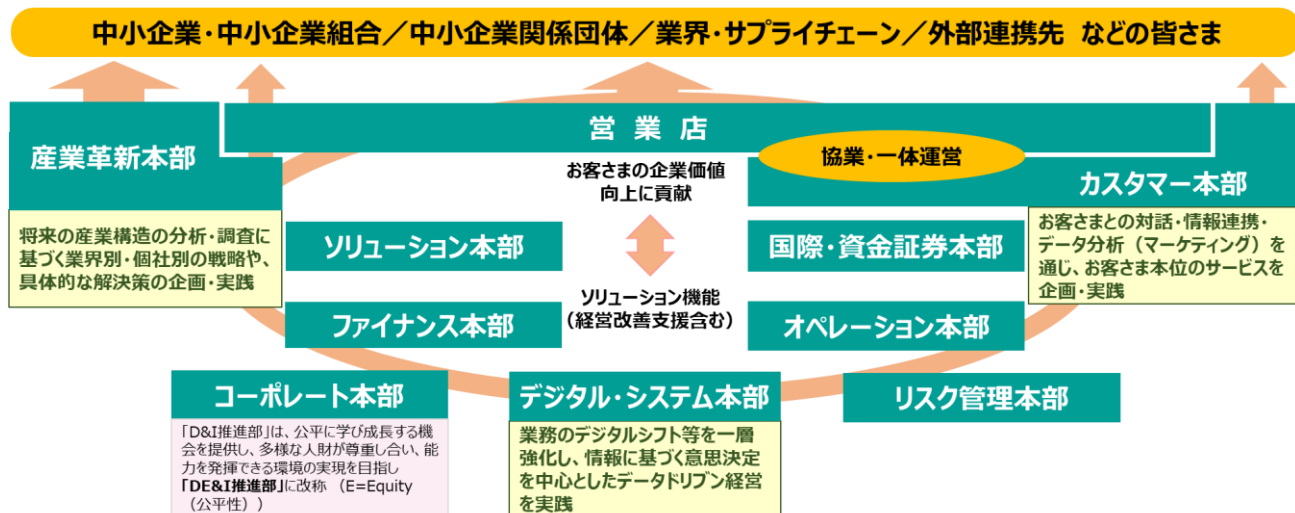 中小企業・中小企業組合／中小企業関係団体／業界・サプライチェーン／外部連携先 などの皆さま
営 業 店
産業革新本部
協業・一体運営
カスタマー本部
お客さまの企業価値
向上に貢献
将来の産業構造の分析・調査に
基づく業界別・個社別の戦略や、
具体的な解決策の企画・実践
ソリューション本部
国際・資金証券本部
お客さまとの対話・情報連携・
データ分析（マーケティング）を
通じ、お客さま本位のサービスを
企画・実践
ソリューション機能
（経営改善支援含む）
ファイナンス本部
オペレーション本部
コーポレート本部
「D&I推進部」は、公平に学び成長する機
会を提供し、多様な人財が尊重し合い、能
力を発揮できる環境の実現を目指し
「DE&I推進部」に改称 （E=Equity
（公平性））
デジタル・システム本部
業務のデジタルシフト等を一層
強化し、情報に基づく意思決定
を中心としたデータドリブン経営
を実践
リスク管理本部